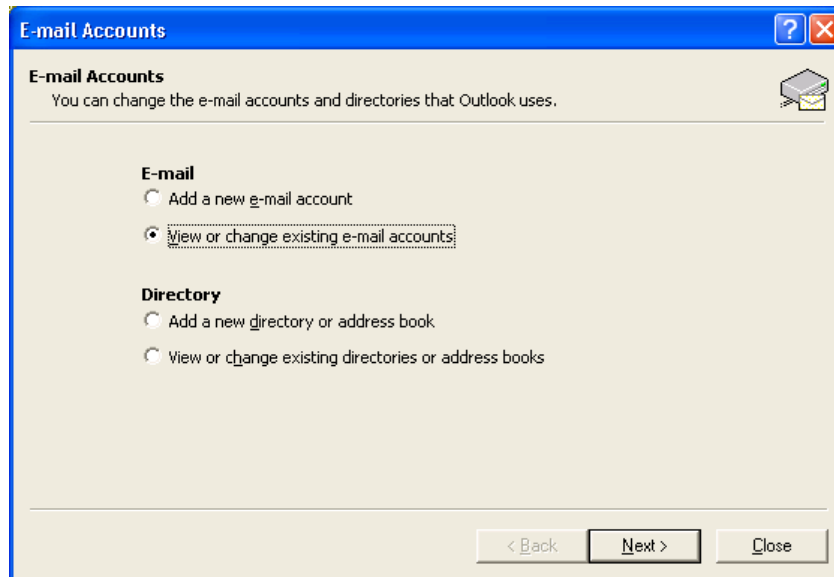 E-mail Accounts
E-mail Accounts
You can change the e-mail accounts and directories that Outlook uses.
E-mail
Add a new e-mail account
View or change existing e-mail accounts
Directory
Add a new directory or address book
View or change existing directories or address books
< Back Next > Close